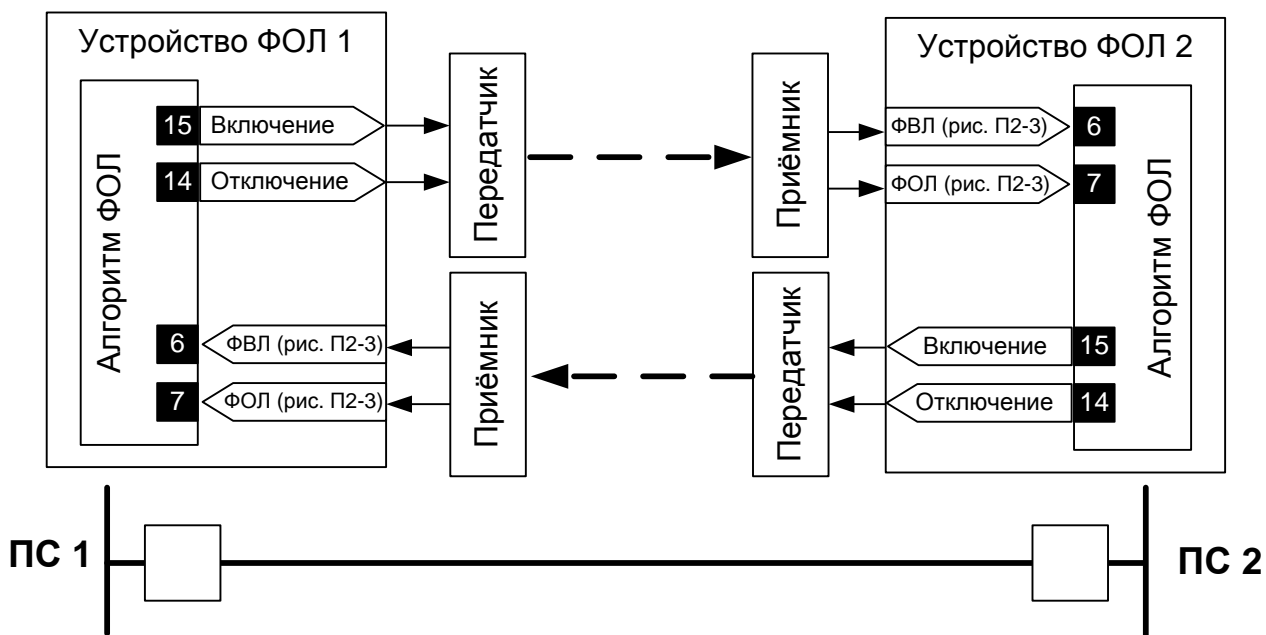 Устройство ФОЛ 1
Алгоритм ФОЛ
15 Включение
14 Отключение
6 ФВЛ (рис. П2-3)
7 ФОЛ (рис. П2-3)
Передатчик
Приёмник
Приёмник
Передатчик
Устройство ФОЛ 2
ФВЛ (рис. П2-3) 6
ФОЛ (рис. П2-3) 7
Включение 15
Отключение 14
Алгоритм ФОЛ
ПС 1
ПС 2